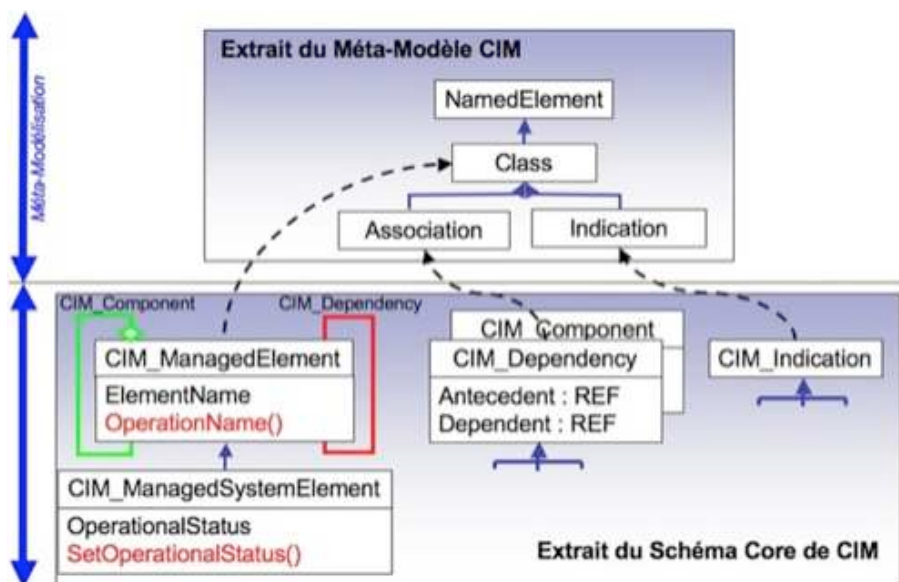 Méta-Modélisation
Extrait du Méta-Modèle CIM
NamedElement
Class
Association
Indication
CIM_Component
CIM_Dependency
CIM_ManagedElement
ElementName
OperationName()
CIM_ManagedSystemElement
OperationalStatus
SetOperationalStatus()
CIM_Component
CIM_Dependency
Antecedent : REF
Dependent : REF
CIM_Indication
Extrait du Schéma Core de CIM